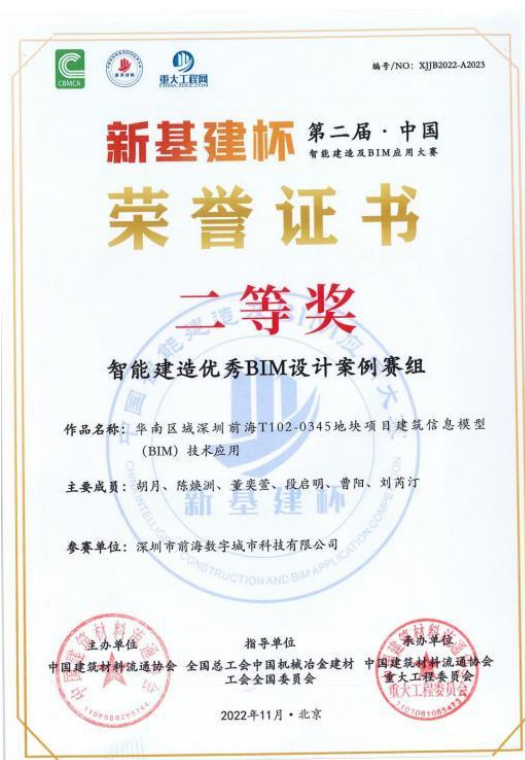 CBMCA
重大工程网
编号/NO: XJJB2022-A2023
新基建杯 第二届·中国
智能建造及BIM应用大赛
荣誉证书
二等奖
智能建造优秀BIM设计案例赛组
作品名称: 华南区域深圳前海T102-0345地块项目建筑信息模型
(BIM) 技术应用
主要成员: 胡月、陈焕渊、董奕萱、段启明、曹阳、刘芮汀
新基建杯
参赛单位: 深圳市前海数字城市科技有限公司
主办单位
中国建筑材料流通协会
指导单位
全国总工会中国机械冶金建材
工会全国委员会
承办单位
中国建筑材料流通协会
重大工程委员会
2022年11月·北京